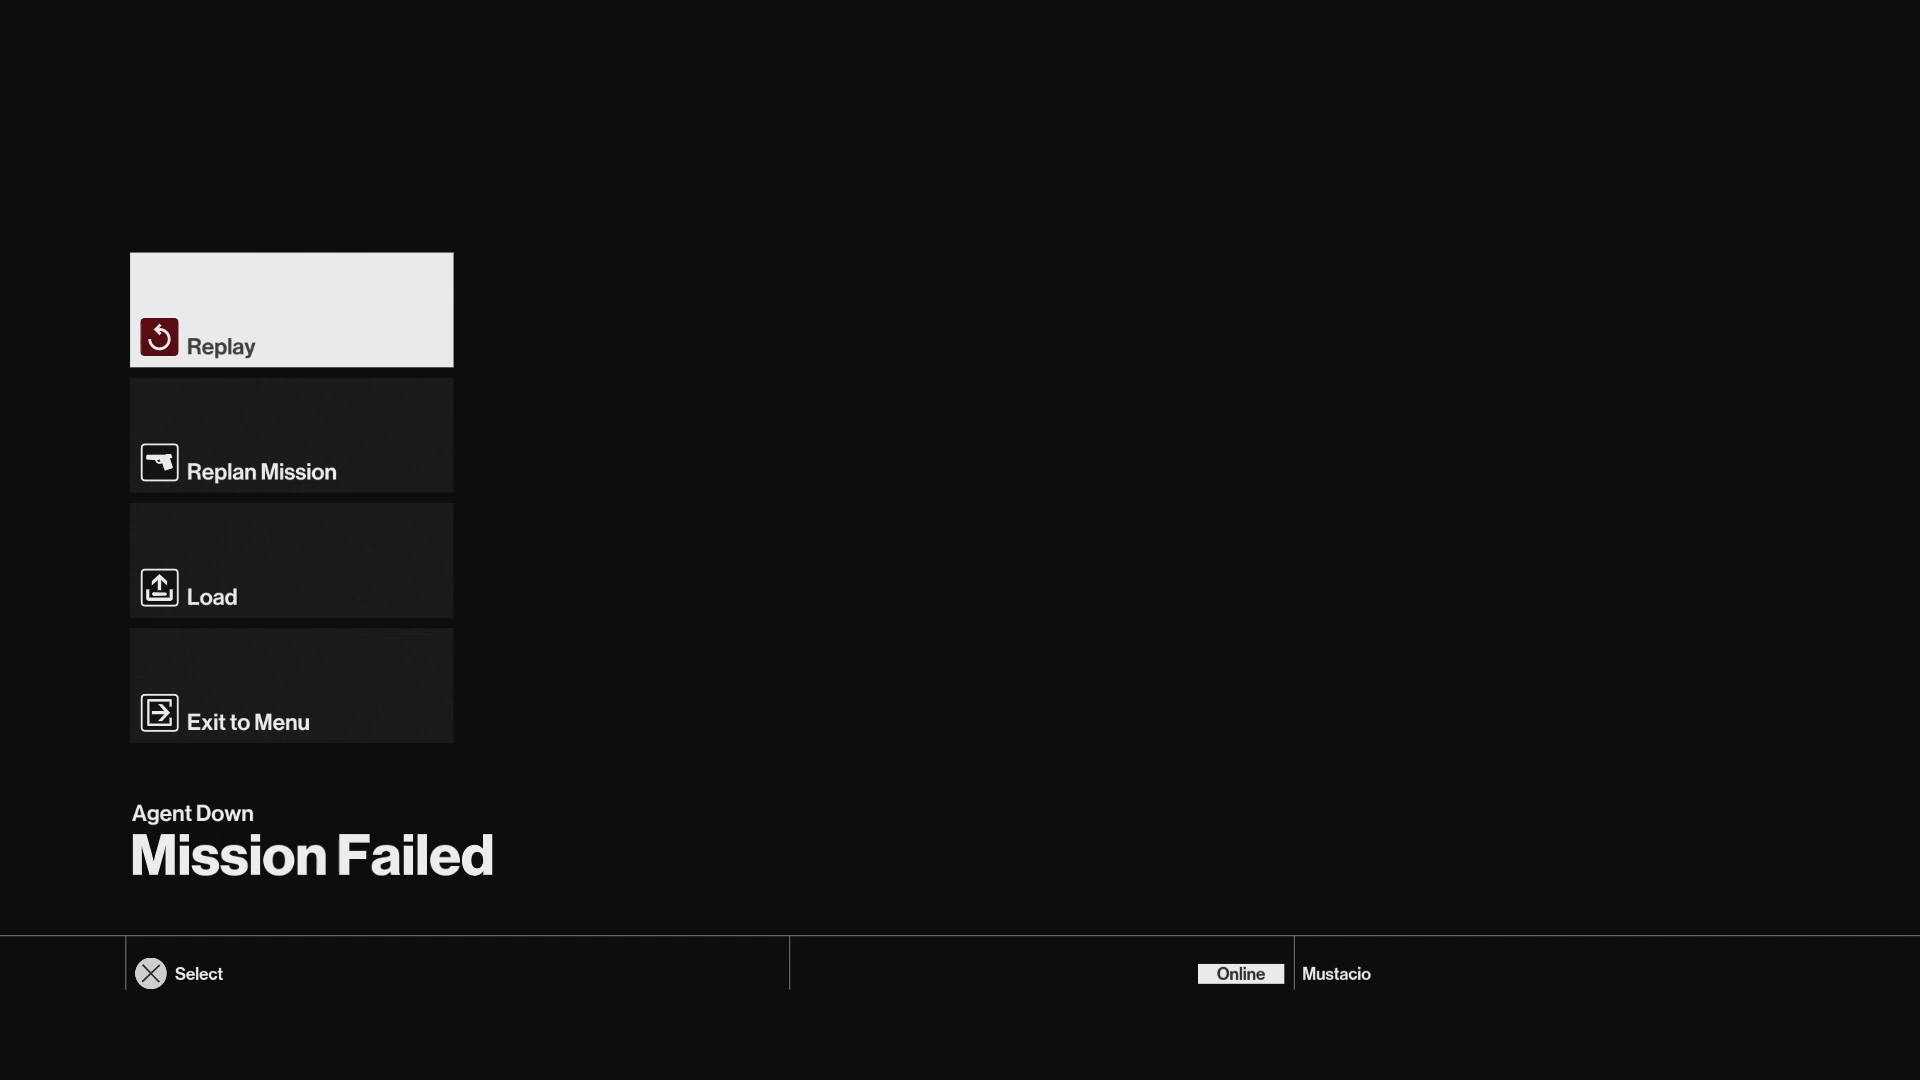 Replay
Replan Mission
Load
Exit to Menu
Agent Down
Mission Failed
Select
Online
Mustacio